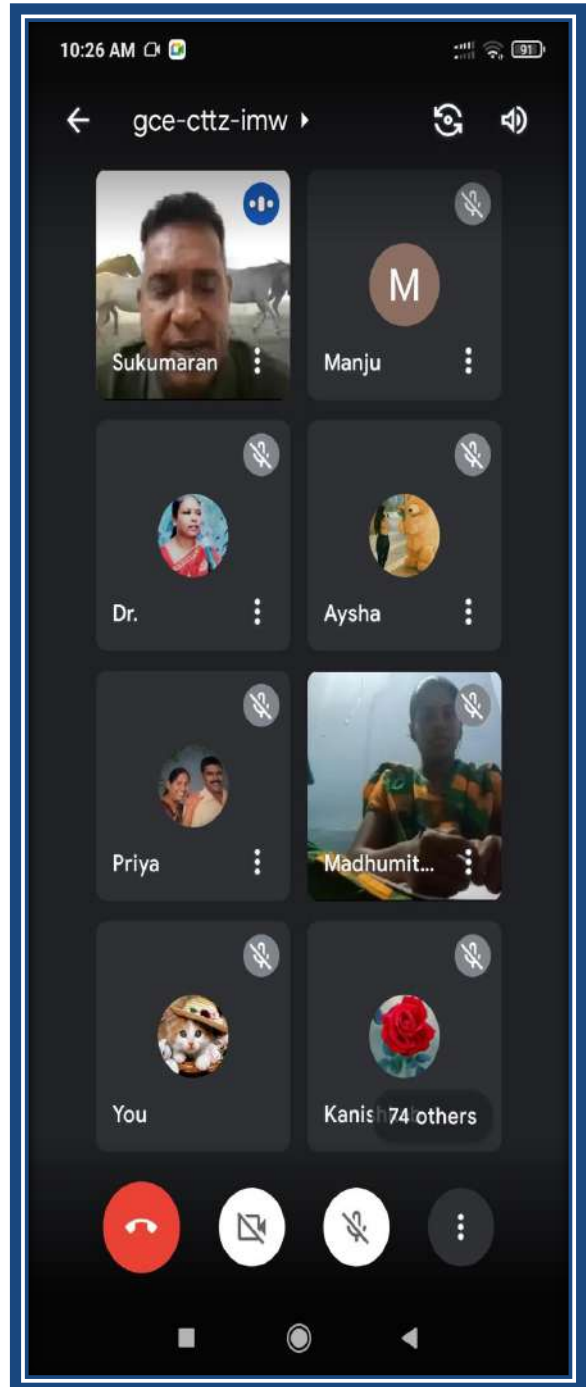 10:26 AM
91
gce-cttz-imw
Sukumaran
M
Manju
Dr.
Aysha
Priya
Madhumit...
You
74 others